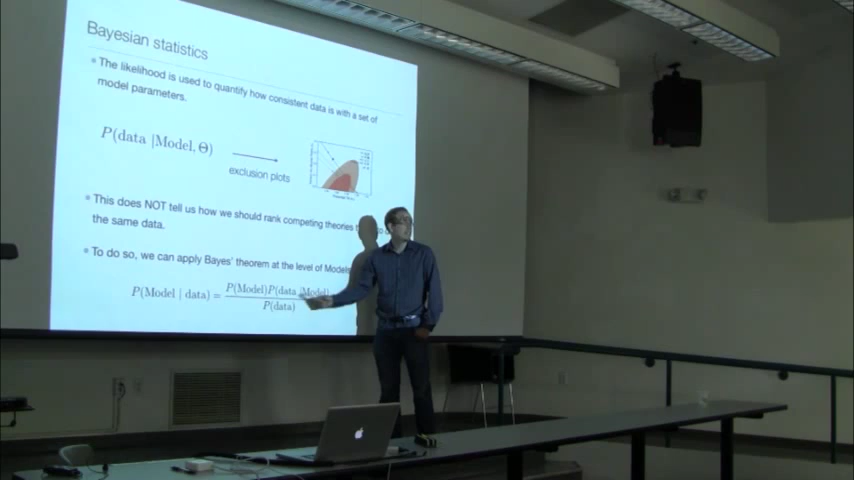 Bayesian statistics
• The likelihood is used to quantify how consistent data is with a set of
model parameters.
P(data |Model, Θ)
exclusion plots
• This does NOT tell us how we should rank competing theories
the same data.
• To do so, we can apply Bayes' theorem at the level of Models
P(Model | data) = P(Model)P(data |Model) / P(data)